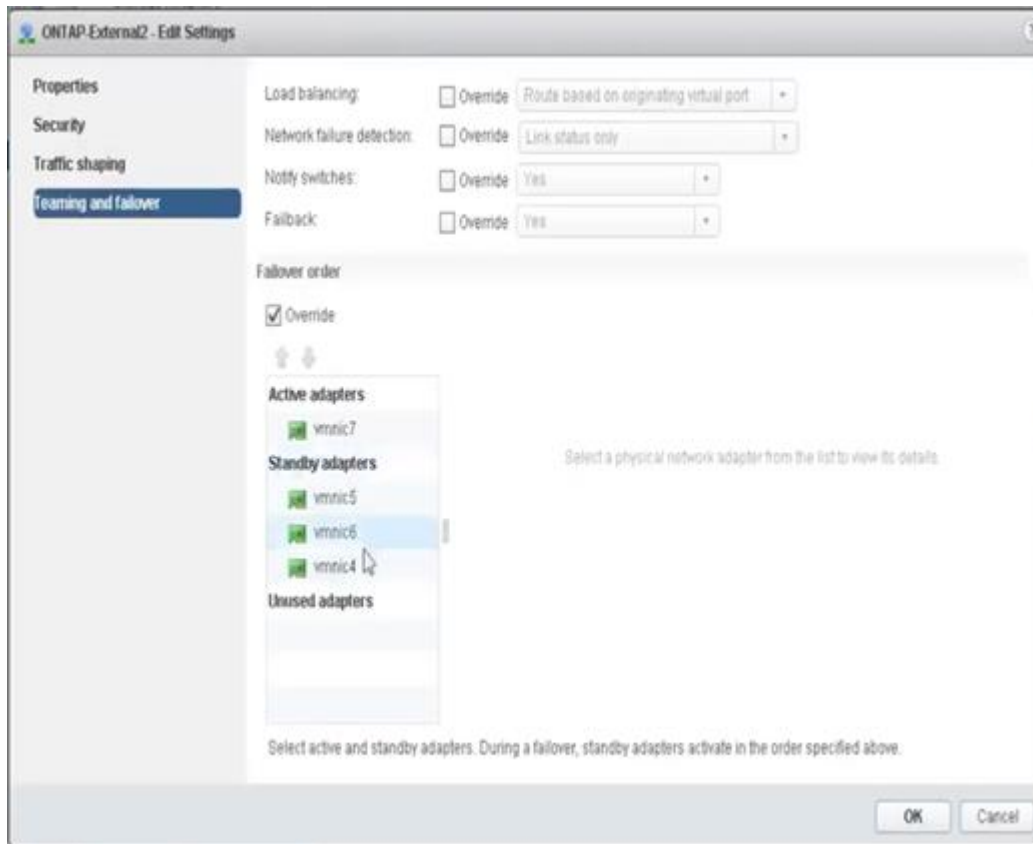 ONTAP-External2 - Edit Settings
Properties
Security
Traffic shaping
Teaming and failover
Load balancing:
Override
Route based on originating virtual port
Network failure detection:
Override
Link status only
Notify switches:
Override
Yes
Failback:
Override
Yes
Failover order
Override
Active adapters
vmnic7
Standby adapters
vmnic5
vmnic6
vmnic4
Unused adapters
Select a physical network adapter from the list to view its details.
Select active and standby adapters. During a failover, standby adapters activate in the order specified above.
OK
Cancel